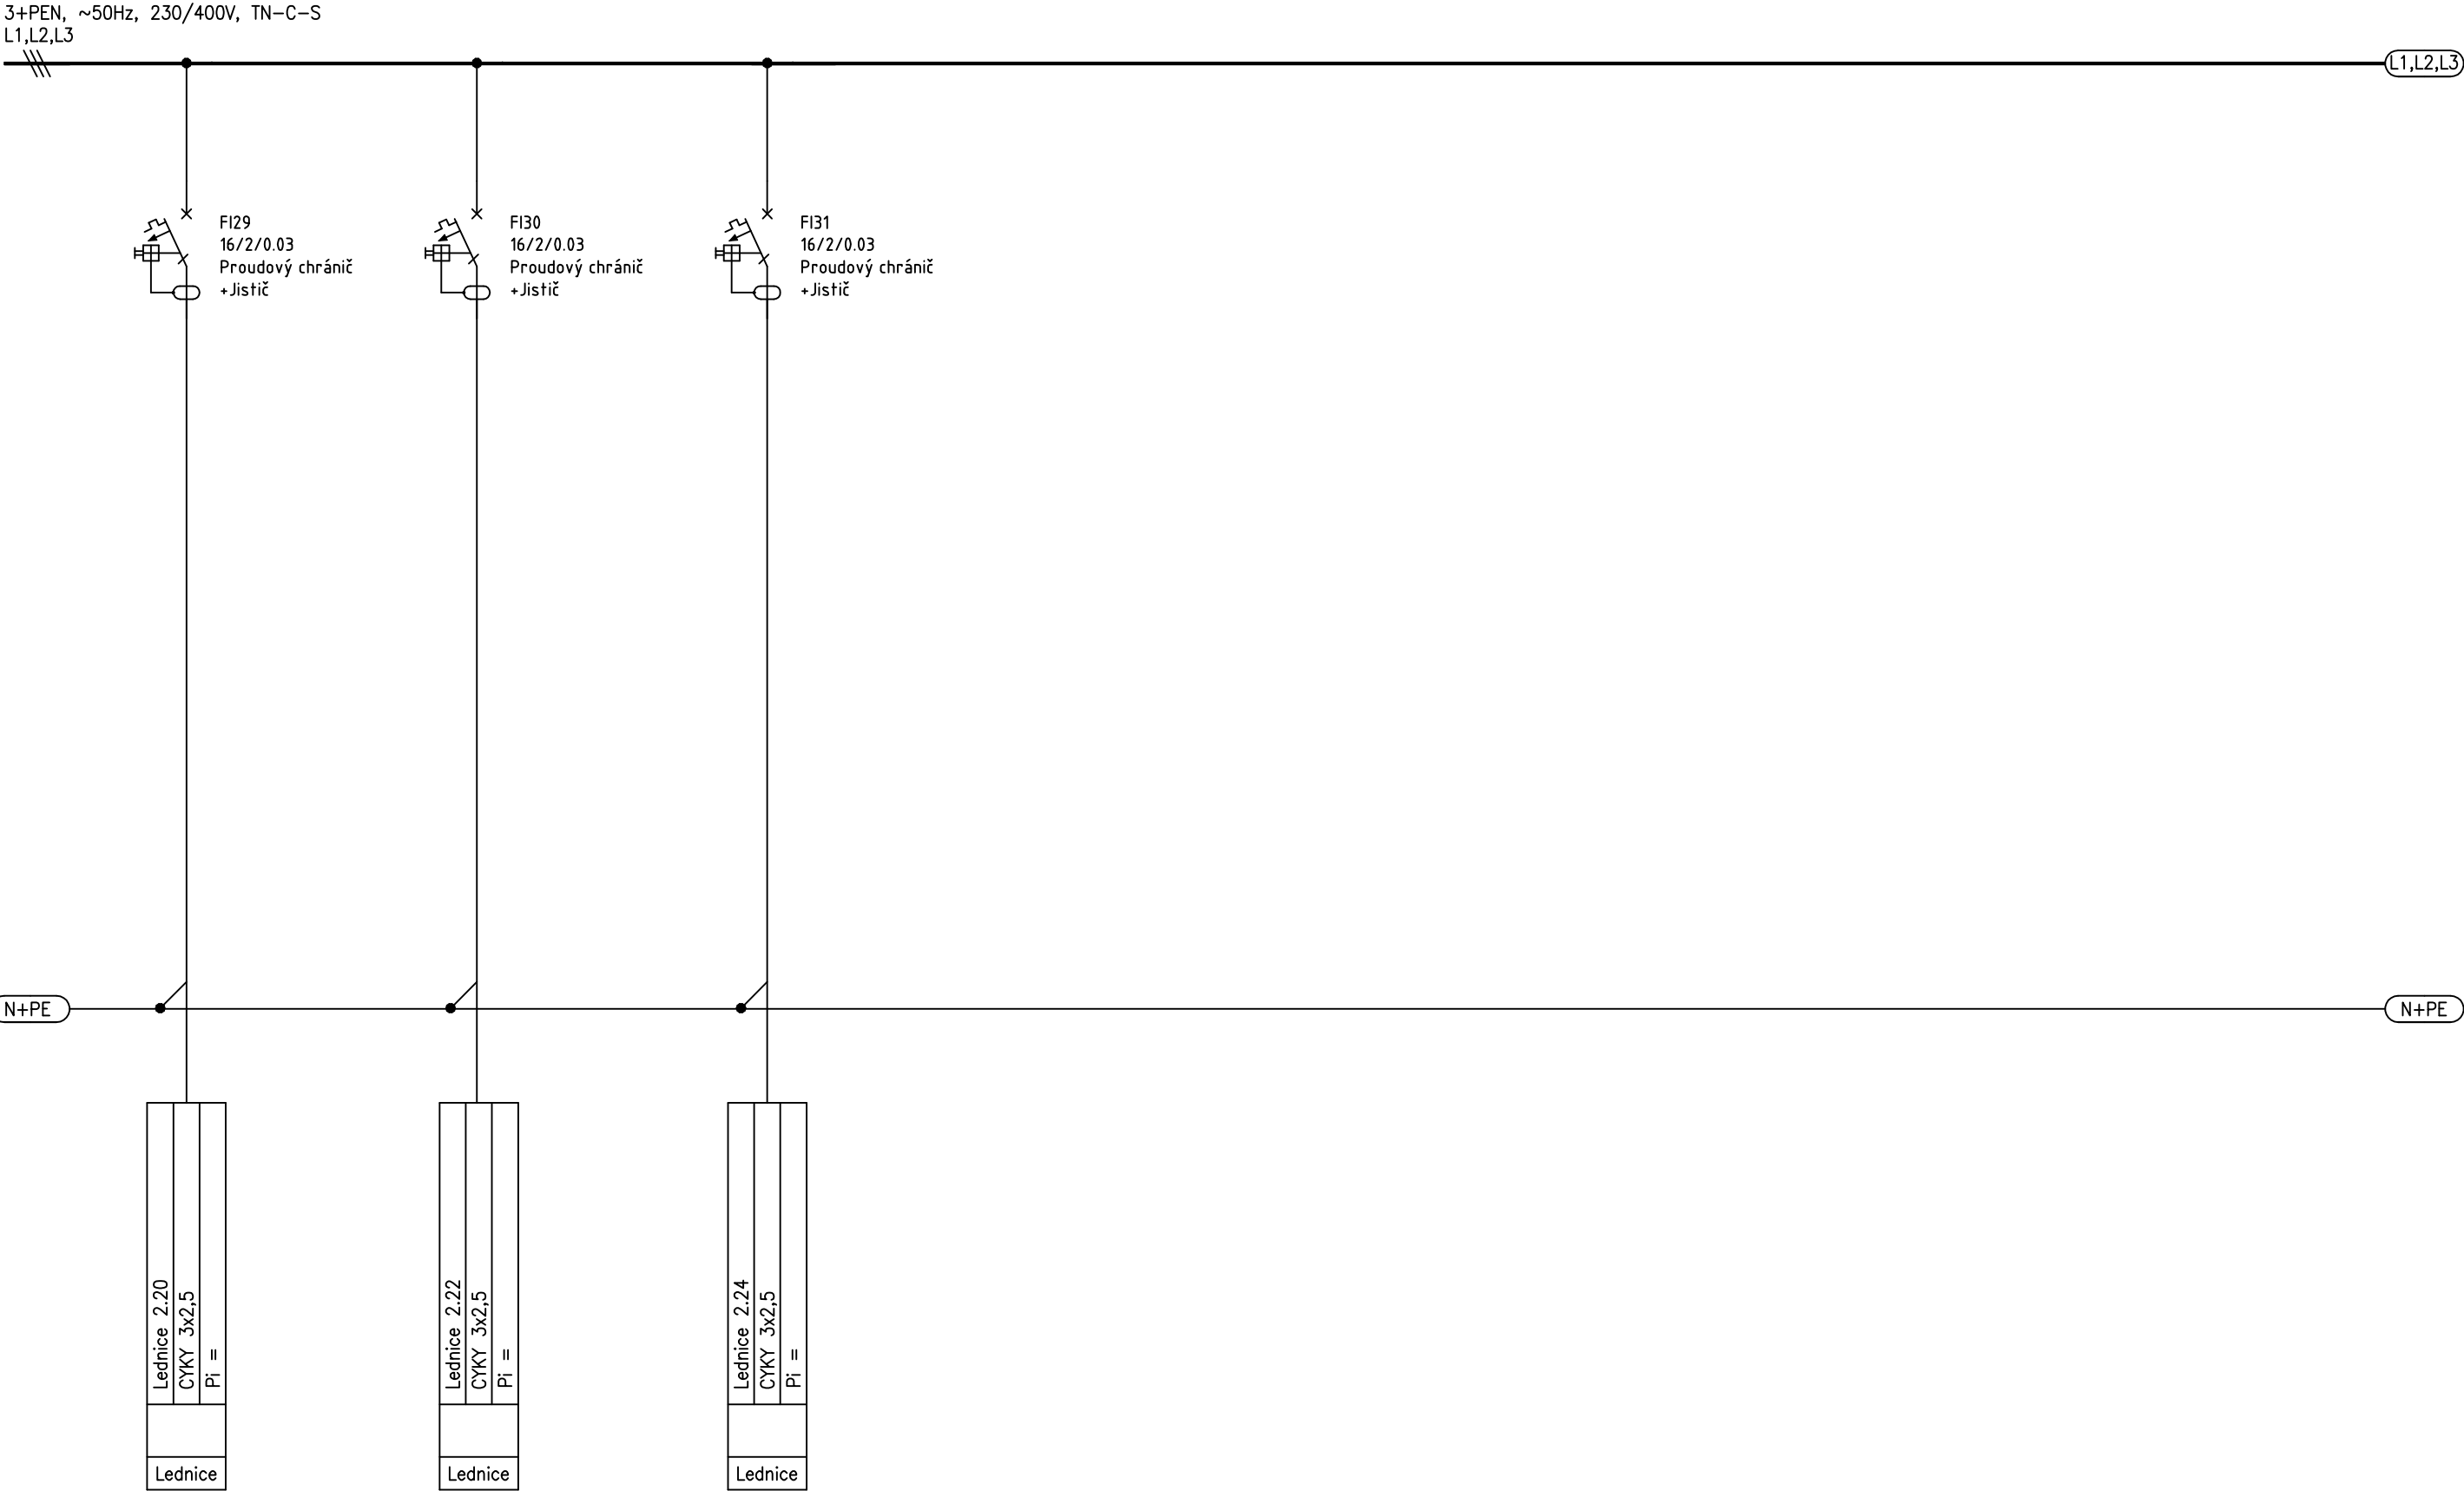 3+PEN, ~50Hz, 230/400V, TN-C-S
L1,L2,L3
L1,L2,L3
FI29
16/2/0.03
Proudový chránič
+Jistič
FI30
16/2/0.03
Proudový chránič
+Jistič
FI31
16/2/0.03
Proudový chránič
+Jistič
N+PE
N+PE
Lednice 2.20
CYKY 3x2,5
Pi =
Lednice
Lednice 2.22
CYKY 3x2,5
Pi =
Lednice
Lednice 2.24
CYKY 3x2,5
Pi =
Lednice